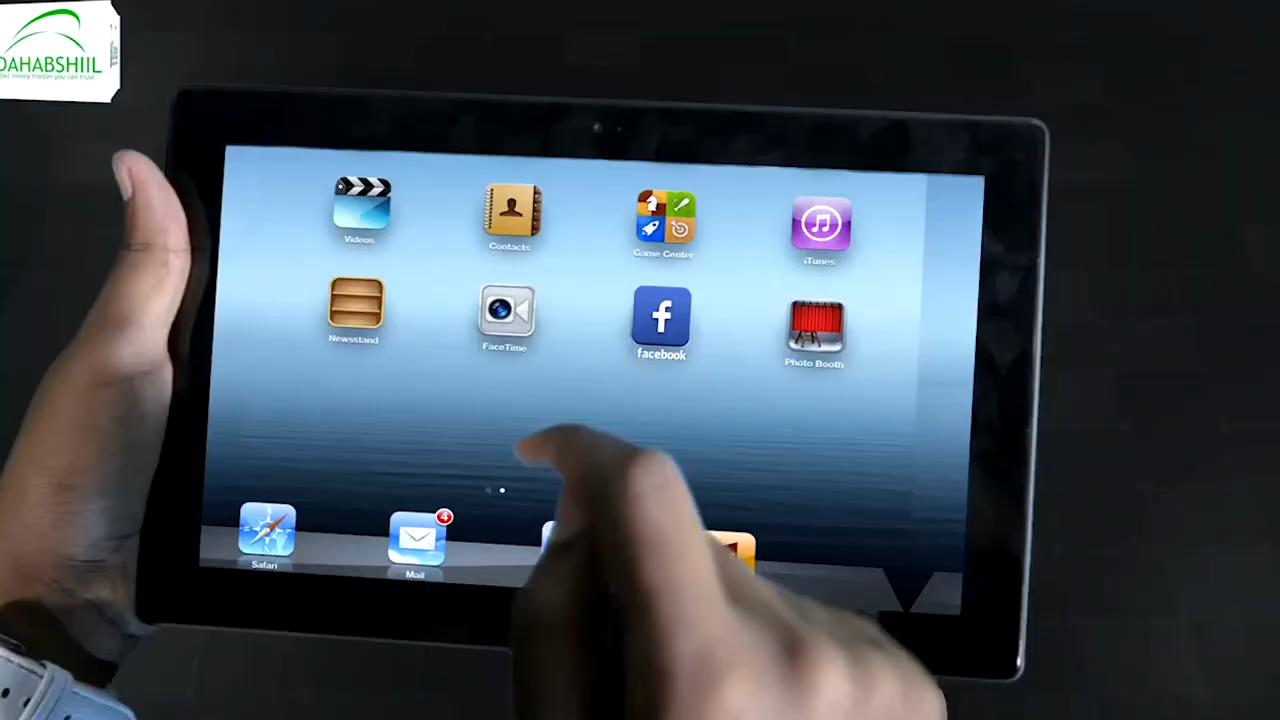 DAHABSHIIL
Videos
Contacts
Game Center
iTunes
Newsstand
FaceTime
facebook
Photo Booth
4
Safari
Mail